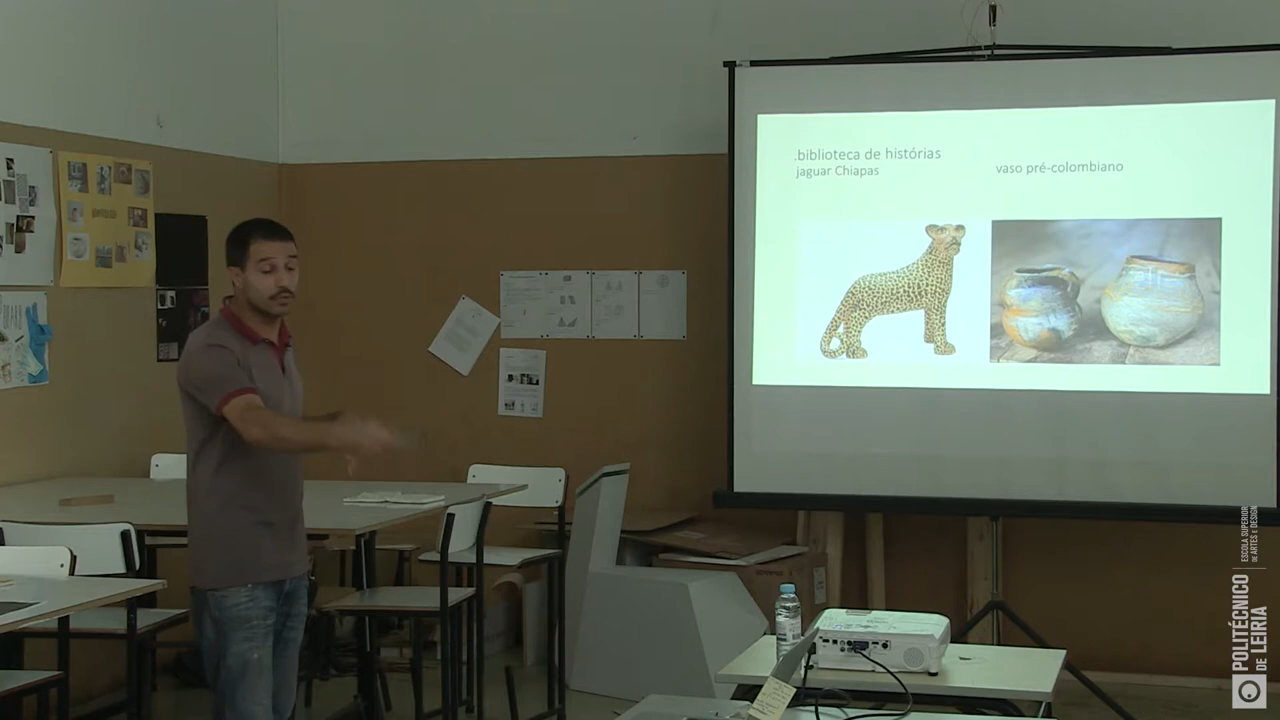 .biblioteca de histórias
jaguar Chiapas
vaso pré-colombiano
ESCOLA SUPERIOR
DE ARTES E DESIGN
POLITÉCNICO
DE LEIRIA